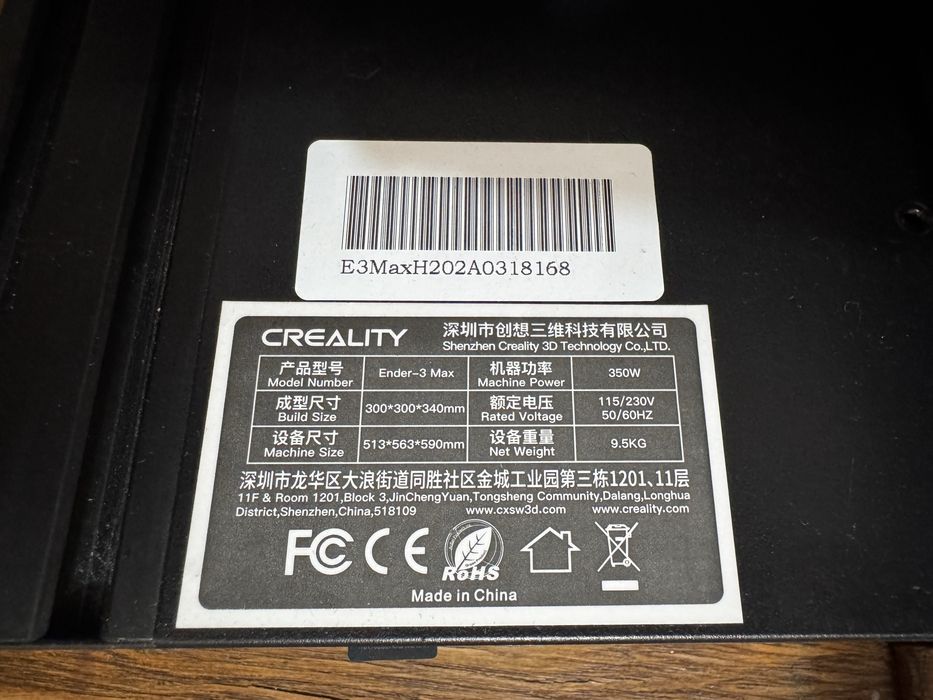 E3MaxH202A0318168
CREALITY
深圳市创想三维科技有限公司
Shenzhen Creality 3D Technology Co.,LTD.
产品型号 Ender-3 Max 机器功率 350W
Model Number Machine Power
成型尺寸 300*300*340mm 额定电压 115/230V
Build Size Rated Voltage 50/60HZ
设备尺寸 513*563*590mm 设备重量 9.5KG
Machine Size Net Weight
深圳市龙华区大浪街道同胜社区金城工业园第三栋1201、11层
11F & Room 1201,Block 3,JinChengYuan,Tongsheng Community,Dalang,Longhua
District,Shenzhen,China,518109 www.cxsw3d.com www.creality.com
FC CE RoHS
Made in China